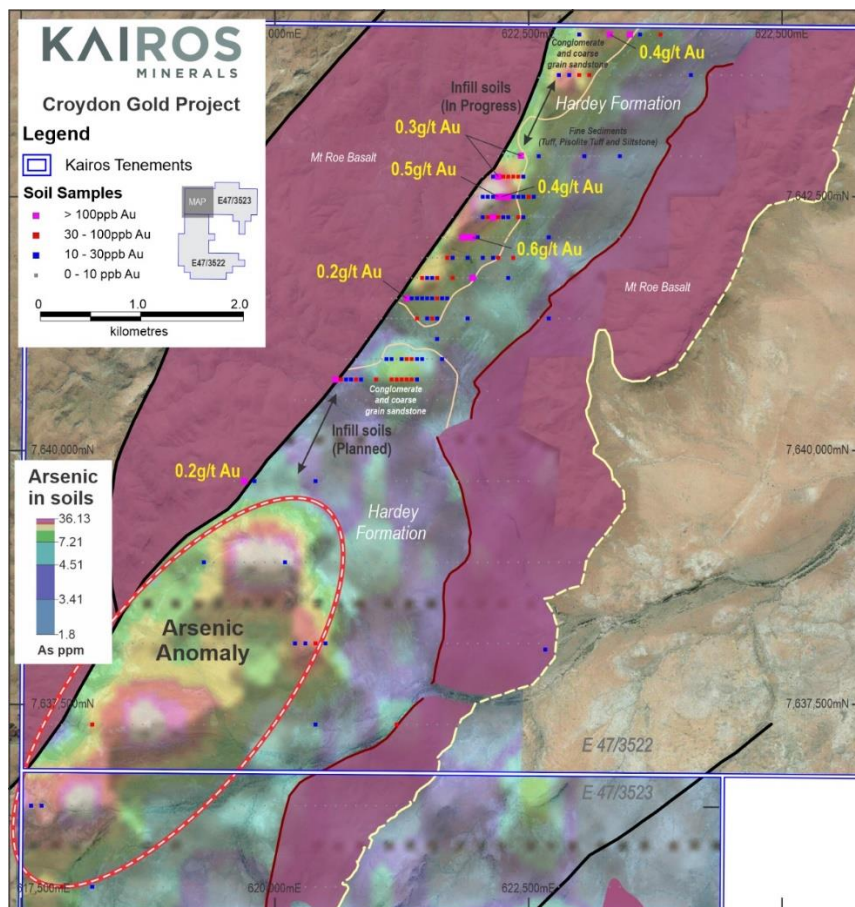 KAIROS
MINERALS
Croydon Gold Project
Legend
Kairos Tenements
Soil Samples
> 100ppb Au
30 - 100ppb Au
10 - 30ppb Au
0 - 10 ppb Au
MAP
E47/3523
E47/3522
0 1.0 2.0
kilometres
000mE
622,500mE
622,500mE
Conglomerate
and coarse
grain sandstone
0.4g/t Au
Infill soils
(In Progress)
Hardey Formation
0.3g/t Au
Fine Sediments
(Tuff, Pisolite Tuff and Siltstone)
Mt Roe Basalt
0.5g/t Au
0.4g/t Au
7,642,500mN
0.6g/t Au
0.2g/t Au
Mt Roe Basalt
Conglomerate
and coarse
grain sandstone
Infill soils
(Planned)
7,640,000mN
7,640,000mN
0.2g/t Au
Arsenic
in soils
36.13
7.21
4.51
3.41
1.8
As ppm
Hardey
Formation
Arsenic
Anomaly
7,637,500mN
7,637,500mN
E 47/3522
E 47/3523
617,500mE
620,000mE
622,500mE